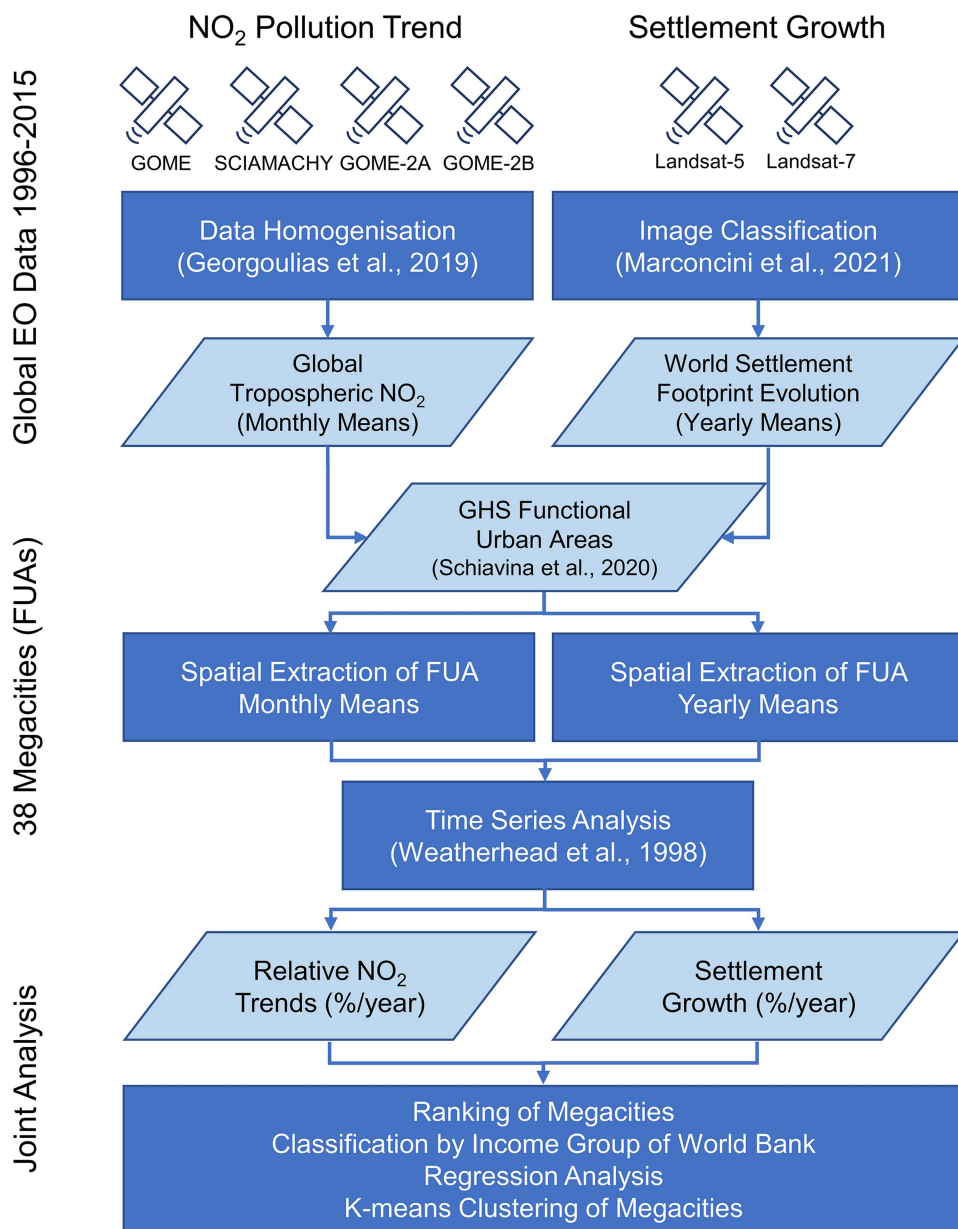 NO₂ Pollution Trend
Settlement Growth
Global EO Data 1996-2015
GOME
SCIAMACHY
GOME-2A
GOME-2B
Landsat-5
Landsat-7
Data Homogenisation
(Georgoulias et al., 2019)
Image Classification
(Marconcini et al., 2021)
Global
Tropospheric NO₂
(Monthly Means)
World Settlement
Footprint Evolution
(Yearly Means)
38 Megacities (FUAs)
GHS Functional
Urban Areas
(Schiavina et al., 2020)
Spatial Extraction of FUA
Monthly Means
Spatial Extraction of FUA
Yearly Means
Time Series Analysis
(Weatherhead et al., 1998)
Joint Analysis
Relative NO₂
Trends (%/year)
Settlement
Growth (%/year)
Ranking of Megacities
Classification by Income Group of World Bank
Regression Analysis
K-means Clustering of Megacities